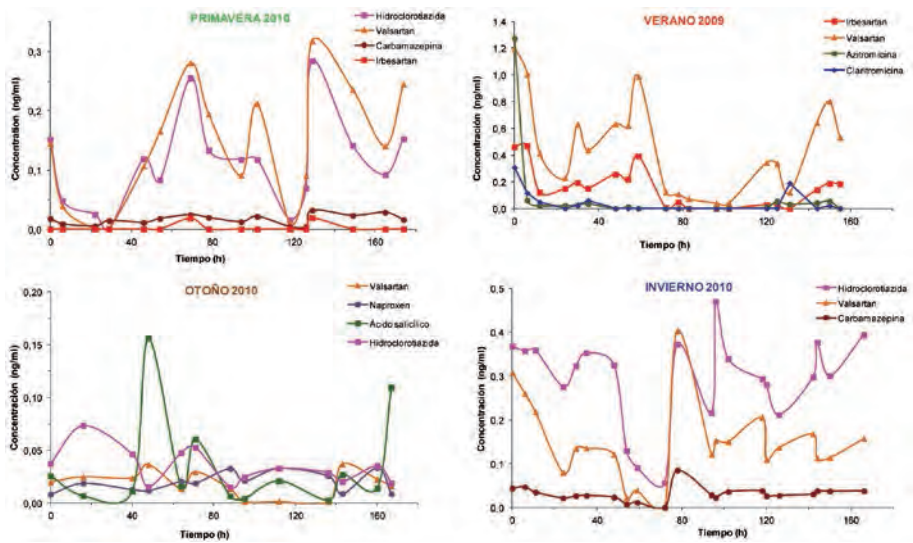 PRIMAVERA 2010
Hidroclorotiazida
Valsartan
Carbamazepina
Irbesartan
Concentration (ng/ml)
0,3
0,2
0,1
0,0
0 40 80 120 160
Tiempo (h)
VERANO 2009
Irbesartan
Valsartan
Azitromicina
Claritromicina
Concentración (ng/ml)
1,4
1,2
1,0
0,8
0,6
0,4
0,2
0,0
0 40 80 120 160
Tiempo (h)
OTOÑO 2010
Valsartan
Naproxen
Acido salicílico
Hidroclorotiazida
Concentración (ng/ml)
0,20
0,15
0,10
0,05
0,00
0 40 80 120 160
Tiempo (h)
INVIERNO 2010
Hidroclorotiazida
Valsartan
Carbamazepina
Concentración (ng/ml)
0,5
0,4
0,3
0,2
0,1
0,0
0 40 80 120 160
Tiempo (h)